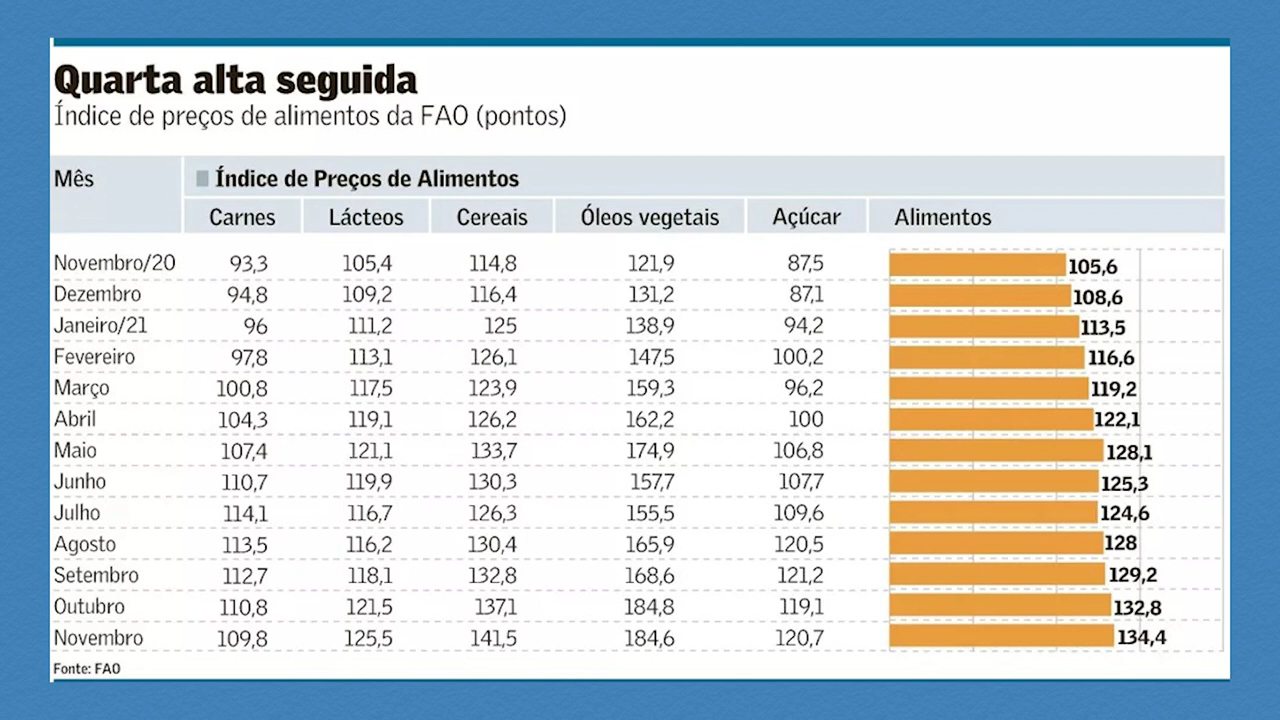 Quarta alta seguida
Índice de preços de alimentos da FAO (pontos)
Mês Índice de Preços de Alimentos
Carnes Lácteos Cereais Óleos vegetais Açúcar Alimentos
Novembro/20 93,3 105,4 114,8 121,9 87,5 105,6
Dezembro 94,8 109,2 116,4 131,2 87,1 108,6
Janeiro/21 96 111,2 125 138,9 94,2 113,5
Fevereiro 97,8 113,1 126,1 147,5 100,2 116,6
Março 100,8 117,5 123,9 159,3 96,2 119,2
Abril 104,3 119,1 126,2 162,2 100 122,1
Maio 107,4 121,1 133,7 174,9 106,8 128,1
Junho 110,7 119,9 130,3 157,7 107,7 125,3
Julho 114,1 116,7 126,3 155,5 109,6 124,6
Agosto 113,5 116,2 130,4 165,9 120,5 128
Setembro 112,7 118,1 132,8 168,6 121,2 129,2
Outubro 110,8 121,5 137,1 184,8 119,1 132,8
Novembro 109,8 125,5 141,5 184,6 120,7 134,4
Fonte: FAO